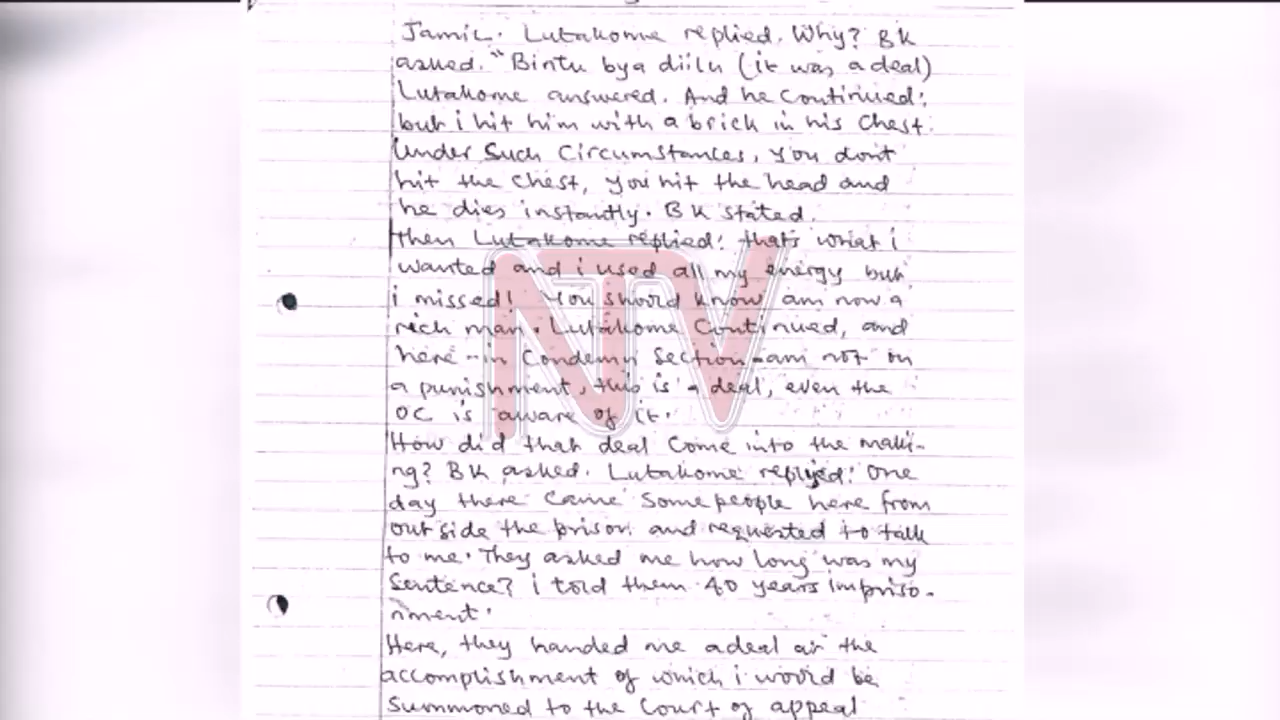 Jamil. Lutakome replied. Why? BK
asked. "Bintu bya diilu (it was a deal)
Lutakome answered. And he continued:
but i hit him with a brick in his chest.
Under such circumstances, you dont
hit the chest, you hit the head and
he dies instantly. BK stated.
Then Lutakome replied: thats what i
wanted and i used all my energy but
i missed! You should know am now a
rich man. Lutakome continued, and
here in Condemn Section am not on
a punishment, this is a deal, even the
OC is aware of it.
How did that deal come into the maki-
ng? BK asked. Lutakome replyed: One
day there came some people here from
outside the prison and requested to talk
to me. They asked me how long was my
sentence? i told them 40 years impriso-
nment.
Here, they handed me a deal at the
accomplishment of which i would be
summoned to the court of appeal
NTV